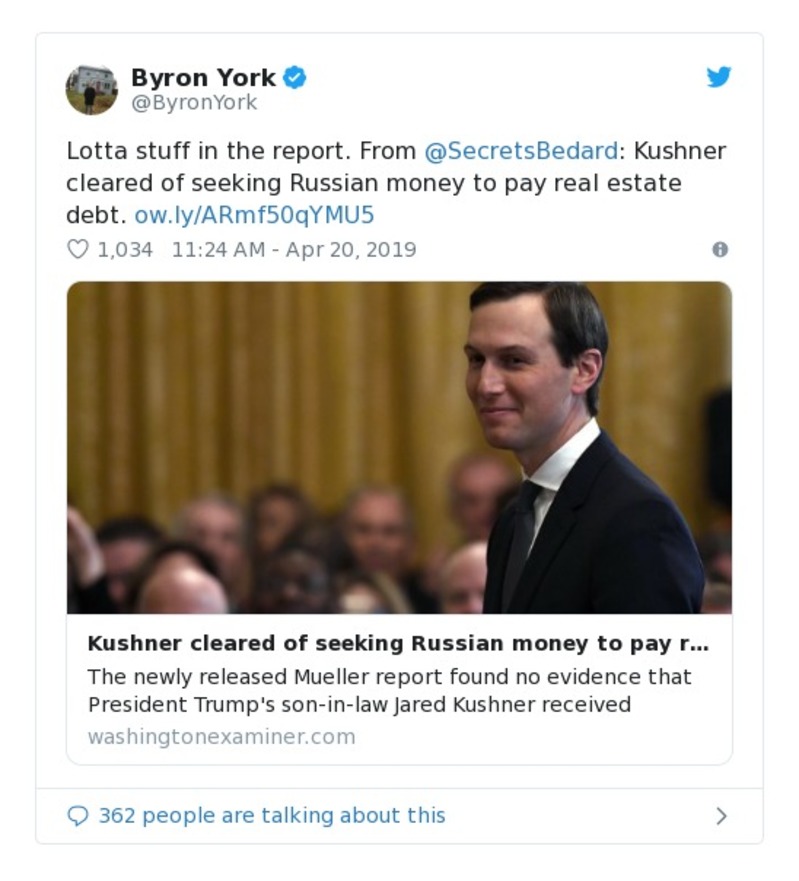 Byron York
@ByronYork
Lotta stuff in the report. From @SecretsBedard: Kushner
cleared of seeking Russian money to pay real estate
debt. ow.ly/ARmf50qYMU5
1,034 11:24 AM - Apr 20, 2019
Kushner cleared of seeking Russian money to pay r...
The newly released Mueller report found no evidence that
President Trump's son-in-law Jared Kushner received
washingtonexaminer.com
362 people are talking about this